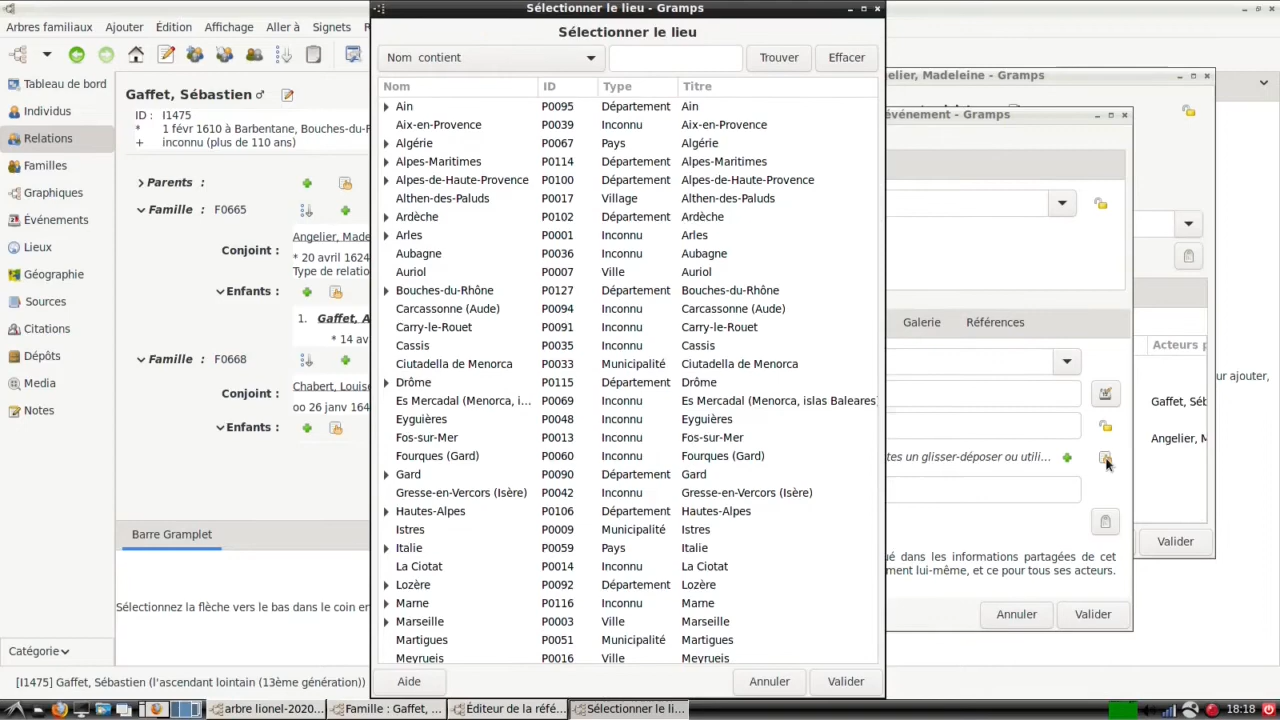 Sélectionner le lieu - Gramps
Arbres familiaux Ajouter Édition Affichage Aller à Signets
Sélectionner le lieu
Nom contient Trouver Effacer
elier, Madeleine - Gramps
événement - Gramps
Tableau de bord
Individus
Relations
Familles
Graphiques
Événements
Lieux
Géographie
Sources
Citations
Dépôts
Media
Notes
Catégorie
Gaffet, Sébastien ♂
ID : I1475
* 1 févr 1610 à Barbentane, Bouches-du-
+ inconnu (plus de 110 ans)
Parents :
Famille : F0665
Conjoint : Angelier, Made
* 20 avril 1624
Type de relatio
Enfants :
1. Gaffet, A
* 14 av
Famille : F0668
Conjoint : Chabert, Louis
oo 26 janv 164
Enfants :
Barre Gramplet
Sélectionnez la flèche vers le bas dans le coin e
Nom ID Type Titre
Ain P0095 Département Ain
Aix-en-Provence P0039 Inconnu Aix-en-Provence
Algérie P0067 Pays Algérie
Alpes-Maritimes P0114 Département Alpes-Maritimes
Alpes-de-Haute-Provence P0100 Département Alpes-de-Haute-Provence
Althen-des-Paluds P0017 Village Althen-des-Paluds
Ardèche P0102 Département Ardèche
Arles P0001 Inconnu Arles
Aubagne P0036 Inconnu Aubagne
Auriol P0007 Ville Auriol
Bouches-du-Rhône P0127 Département Bouches-du-Rhône
Carcassonne (Aude) P0094 Inconnu Carcassonne (Aude)
Carry-le-Rouet P0091 Inconnu Carry-le-Rouet
Cassis P0035 Inconnu Cassis
Ciutadella de Menorca P0033 Municipalité Ciutadella de Menorca
Drôme P0115 Département Drôme
Es Mercadal (Menorca, i... P0069 Inconnu Es Mercadal (Menorca, islas Baleares)
Eyguières P0048 Inconnu Eyguières
Fos-sur-Mer P0013 Inconnu Fos-sur-Mer
Fourques (Gard) P0060 Inconnu Fourques (Gard)
Gard P0090 Département Gard
Gresse-en-Vercors (Isère) P0042 Inconnu Gresse-en-Vercors (Isère)
Hautes-Alpes P0106 Département Hautes-Alpes
Istres P0009 Municipalité Istres
Italie P0059 Pays Italie
La Ciotat P0014 Inconnu La Ciotat
Lozère P0092 Département Lozère
Marne P0116 Inconnu Marne
Marseille P0003 Ville Marseille
Martigues P0051 Municipalité Martigues
Meyrueis P0016 Ville Meyrueis
Aide Annuler Valider
Galerie Références
tes un glisser-déposer ou utili...
ué dans les informations partagées de cet
ment lui-même, et ce pour tous ses acteurs.
Annuler Valider
Acteurs p
Gaffet, Séb
Angelier, M
Valider
ur ajouter,
[I1475] Gaffet, Sébastien (l'ascendant lointain (13ème génération))
arbre lionel-2020... Famille : Gaffet, ... Éditeur de la réfé... Sélectionner le li... 18:18